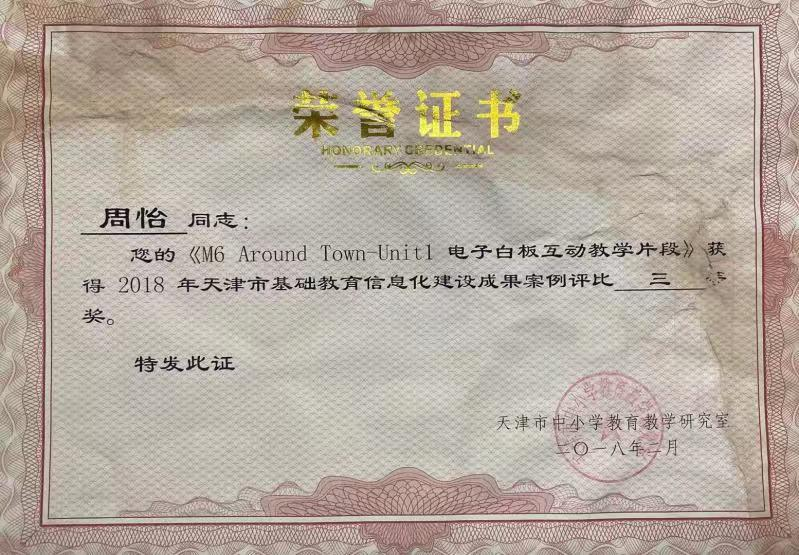 荣誉证书
HONORARY CREDENTIAL
周怡 同志：
您的《M6 Around Town-Unit1 电子白板互动教学片段》获
得 2018 年天津市基础教育信息化建设成果案例评比 三 等
奖。
特发此证
天津市中小学教育教学研究室
二〇一八年二月